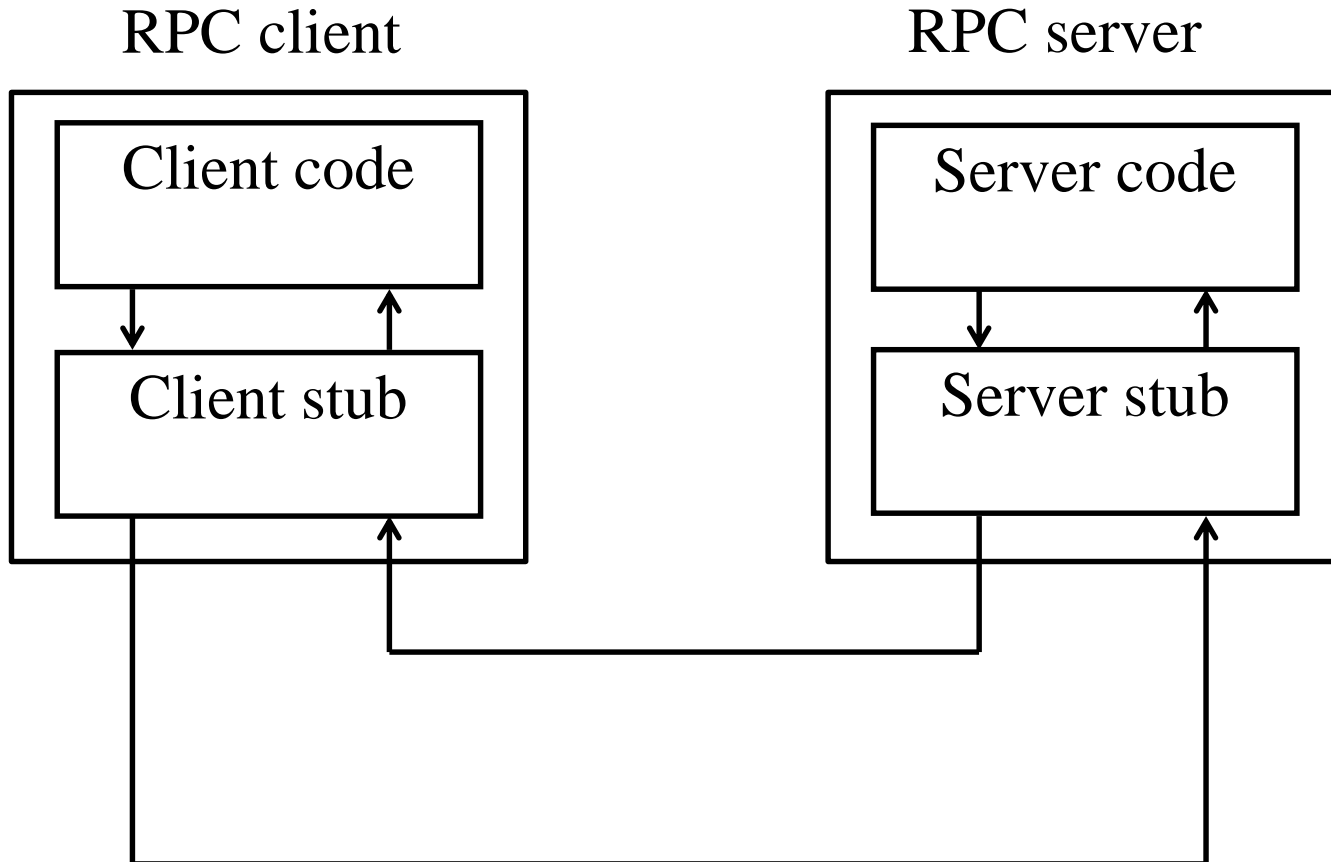 RPC client
RPC server
Client code
Server code
Client stub
Server stub